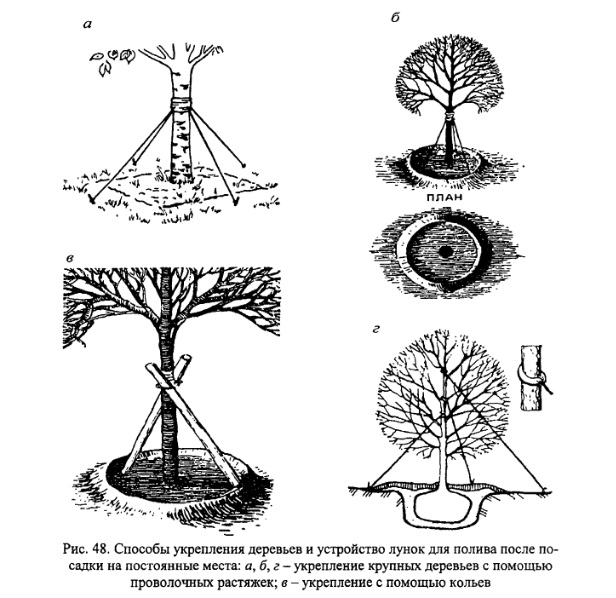 а
б
ПЛАН
в
г
Рис. 48. Способы укрепления деревьев и устройство лунок для полива после по-
садки на постоянные места: а, б, г – укрепление крупных деревьев с помощью
проволочных растяжек; в – укрепление с помощью кольев